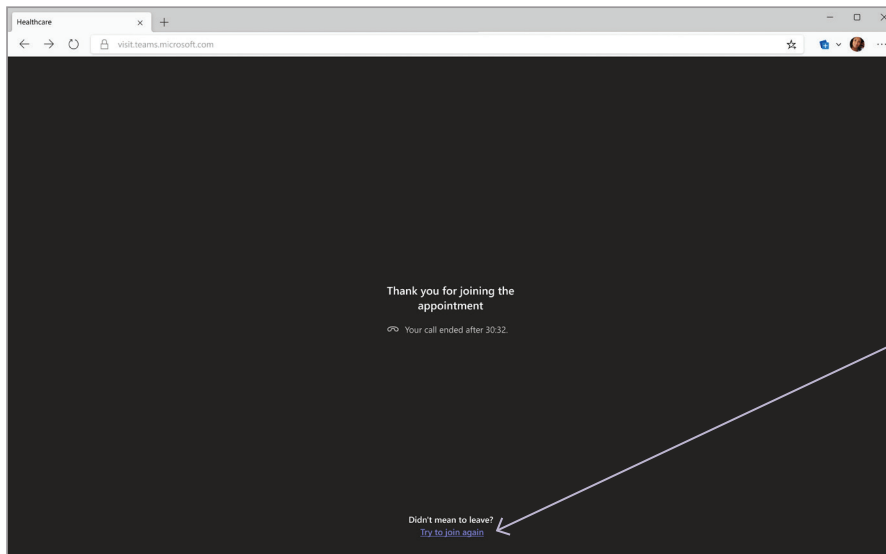 Healthcare
visit.teams.microsoft.com
Thank you for joining the
appointment
Your call ended after 30:32.
Didn't mean to leave?
Try to join again